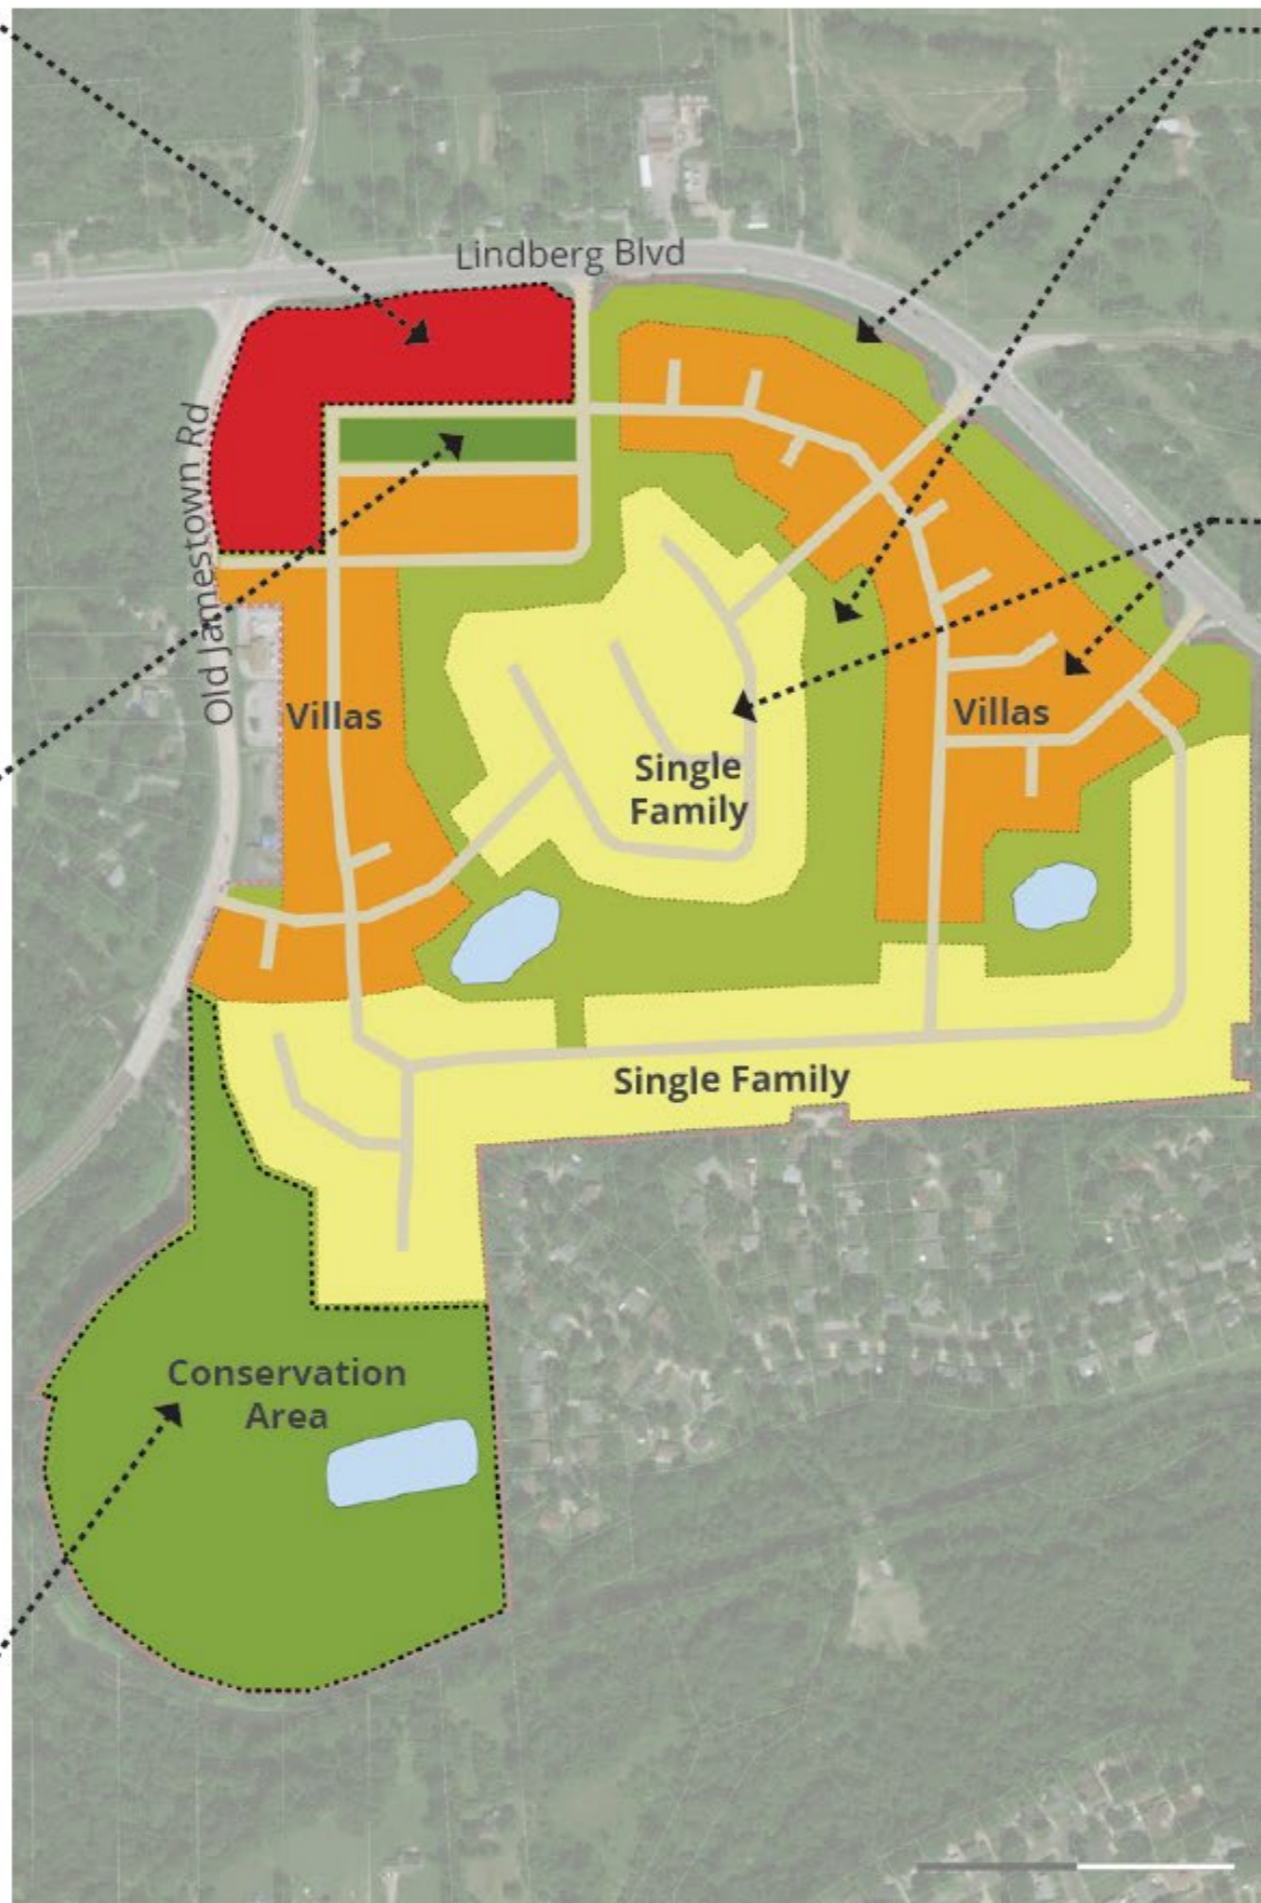 Lindberg Blvd
Old Jamestown Rd
Villas
Villas
Single
Family
Single Family
Conservation
Area